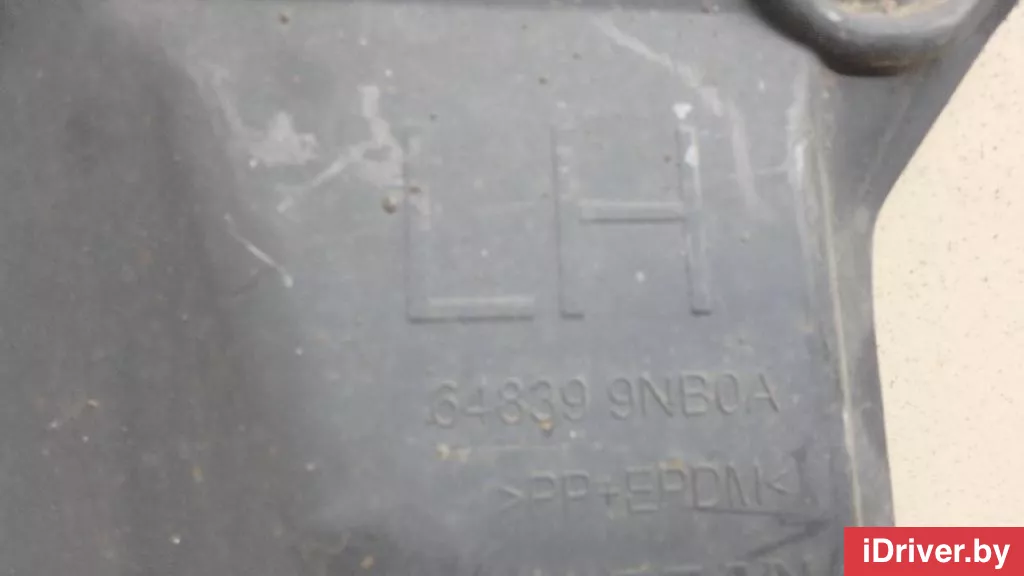 LH
64839 9NB0A
>PP+EPDM<
iDriver.by